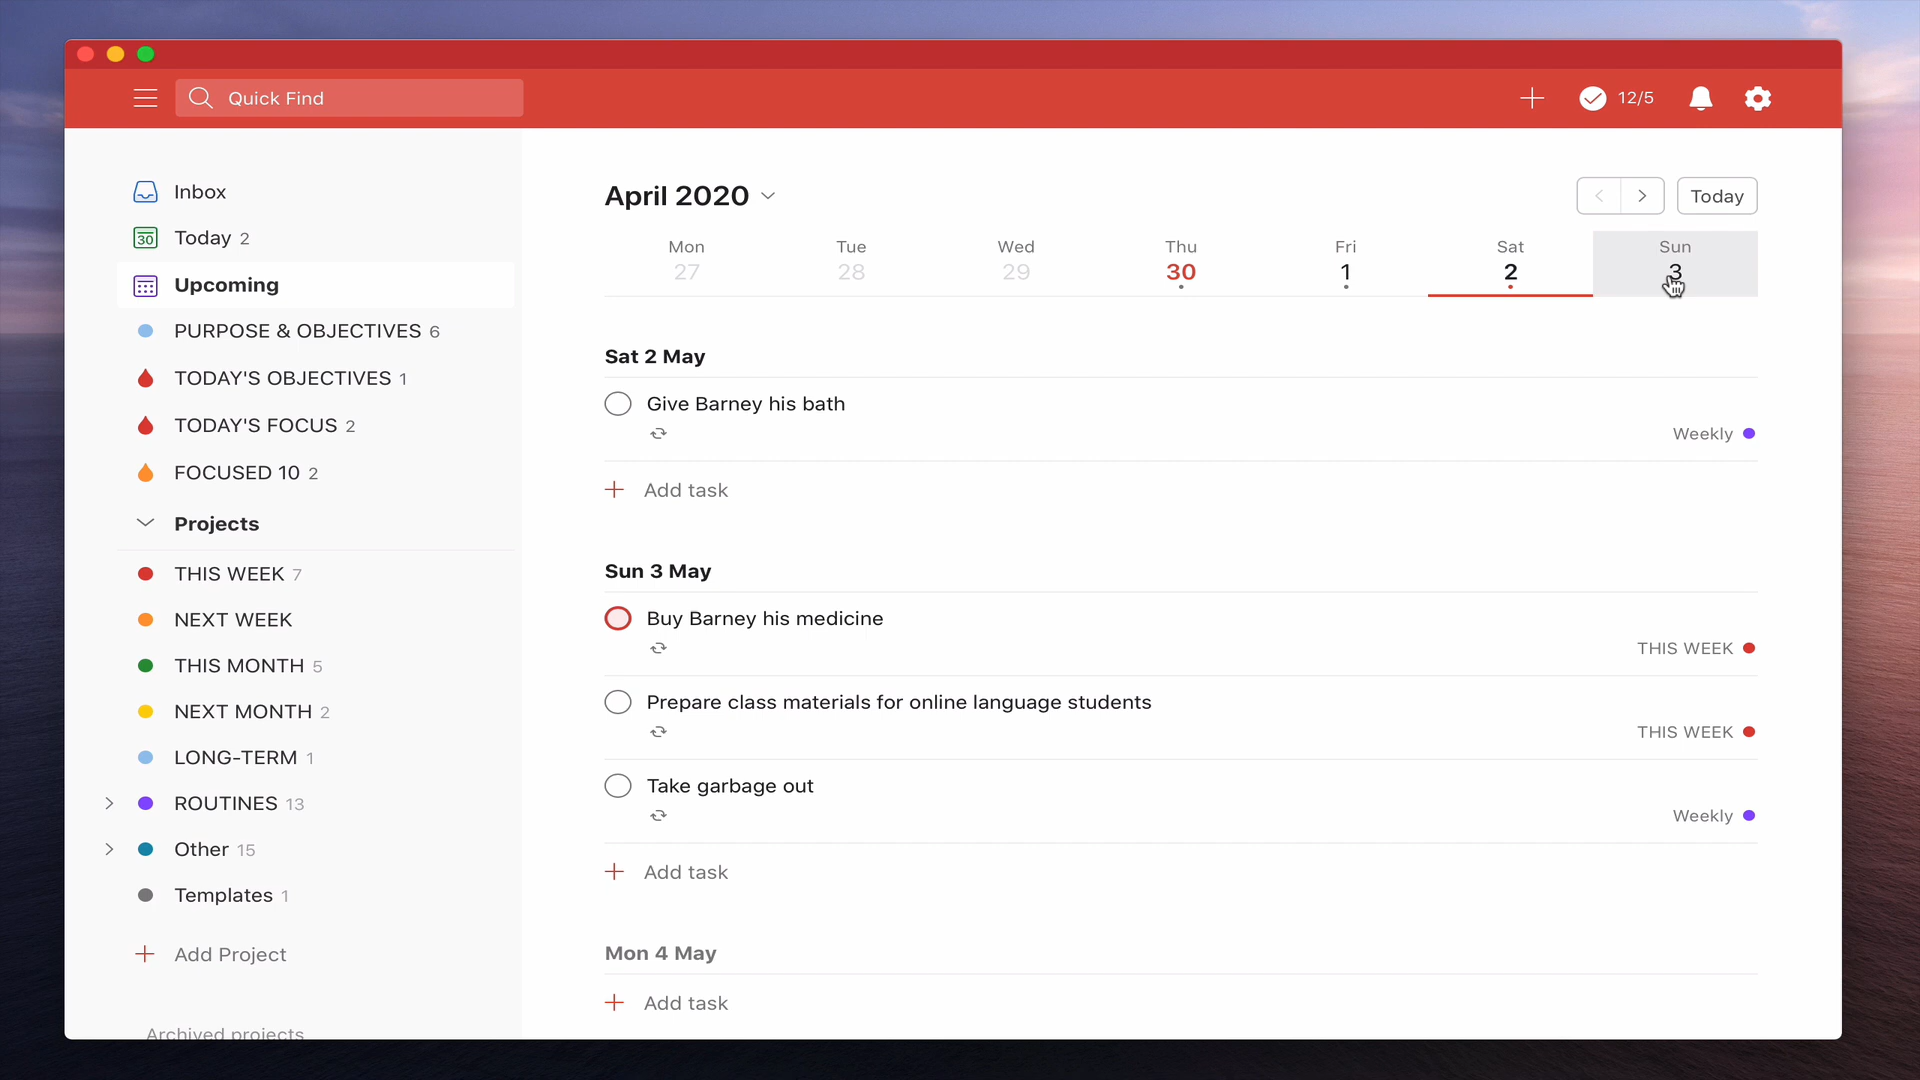 Quick Find
12/5
Inbox
30
Today 2
Upcoming
PURPOSE & OBJECTIVES 6
TODAY'S OBJECTIVES 1
TODAY'S FOCUS 2
FOCUSED 10 2
Projects
THIS WEEK 7
NEXT WEEK
THIS MONTH 5
NEXT MONTH 2
LONG-TERM 1
ROUTINES 13
Other 15
Templates 1
Add Project
Archived projects
April 2020
Today
Mon Tue Wed Thu Fri Sat Sun
27 28 29 30 1 2 3
Sat 2 May
Give Barney his bath
Weekly
Add task
Sun 3 May
Buy Barney his medicine
THIS WEEK
Prepare class materials for online language students
THIS WEEK
Take garbage out
Weekly
Add task
Mon 4 May
Add task